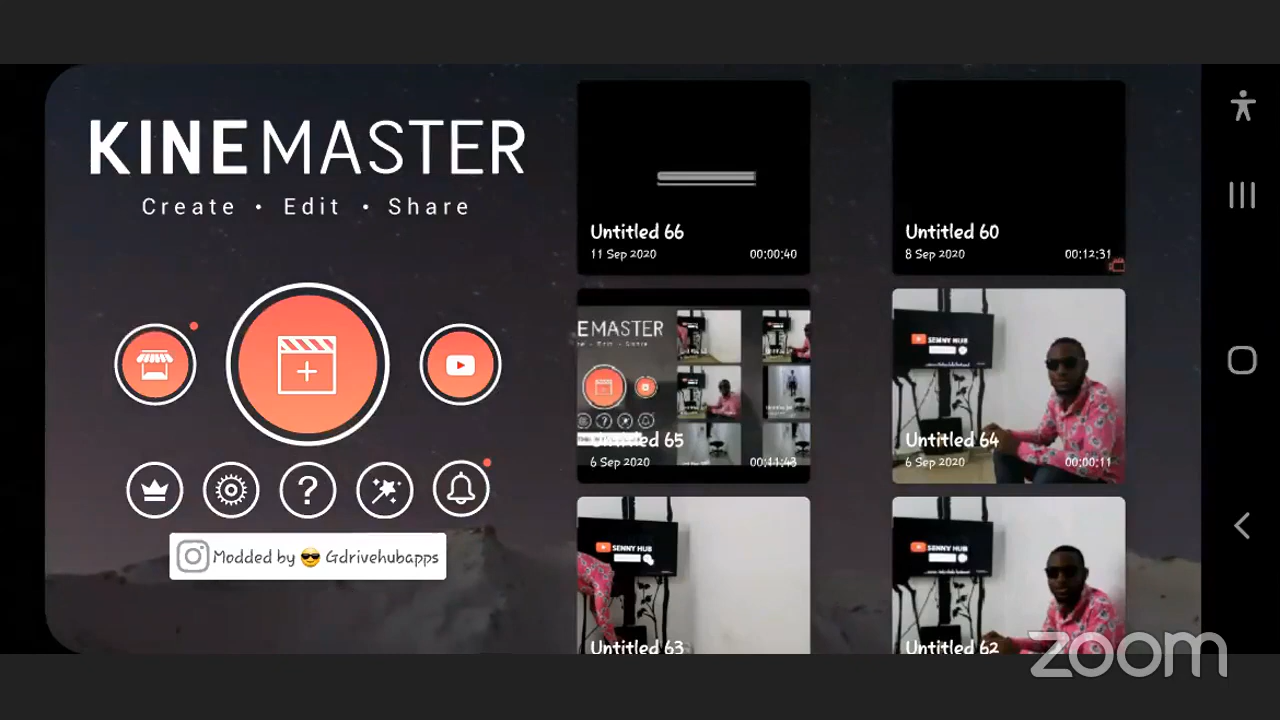 KINEMASTER
Create • Edit • Share
Modded by 😎 Gdrivehubapps
Untitled 66
11 Sep 2020 00:00:40
Untitled 60
8 Sep 2020 00:12:31
EMASTER
Untitled 65
6 Sep 2020 00:11:43
SENNY HUB
Untitled 64
6 Sep 2020 00:00:11
SENNY HUB
Untitled 63
SENNY HUB
Untitled 62
zoom